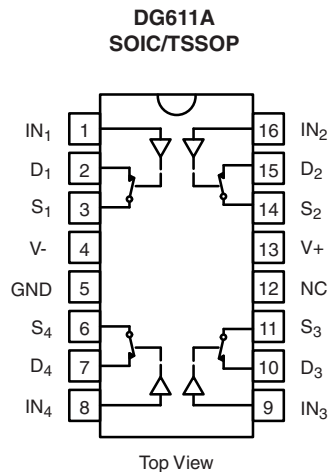 DG611A
SOIC/TSSOP
IN1 1 16 IN2
D1 2 15 D2
S1 3 14 S2
V- 4 13 V+
GND 5 12 NC
S4 6 11 S3
D4 7 10 D3
IN4 8 9 IN3
Top View